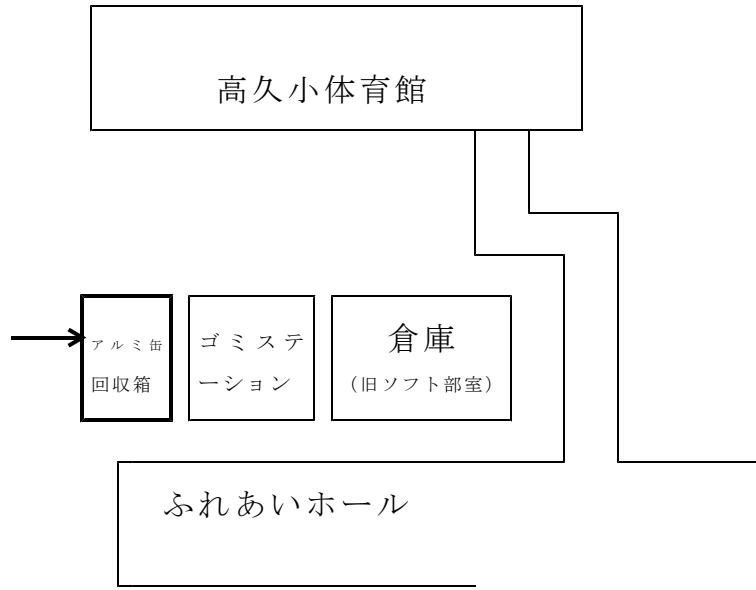 高久小体育館
アルミ缶
回収箱
ゴミステ
ーション
倉庫
（旧ソフト部室）
ふれあいホール